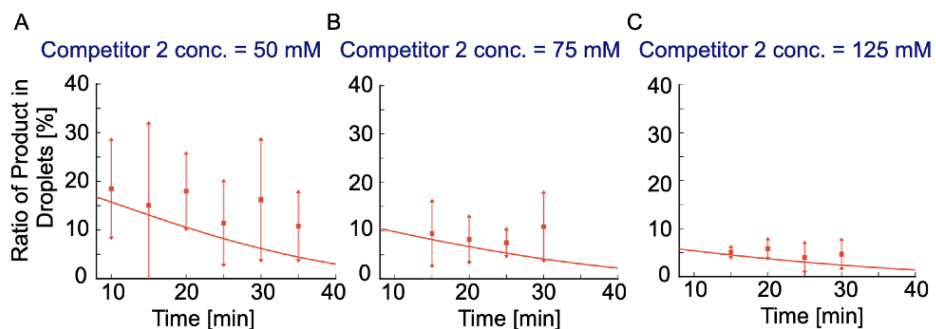 A B C
Competitor 2 conc. = 50 mM Competitor 2 conc. = 75 mM Competitor 2 conc. = 125 mM
Ratio of Product in
Droplets [%]
40
30
20
10
0
10 20 30 40
Time [min]
40
30
20
10
0
10 20 30 40
Time [min]
40
30
20
10
0
10 20 30 40
Time [min]